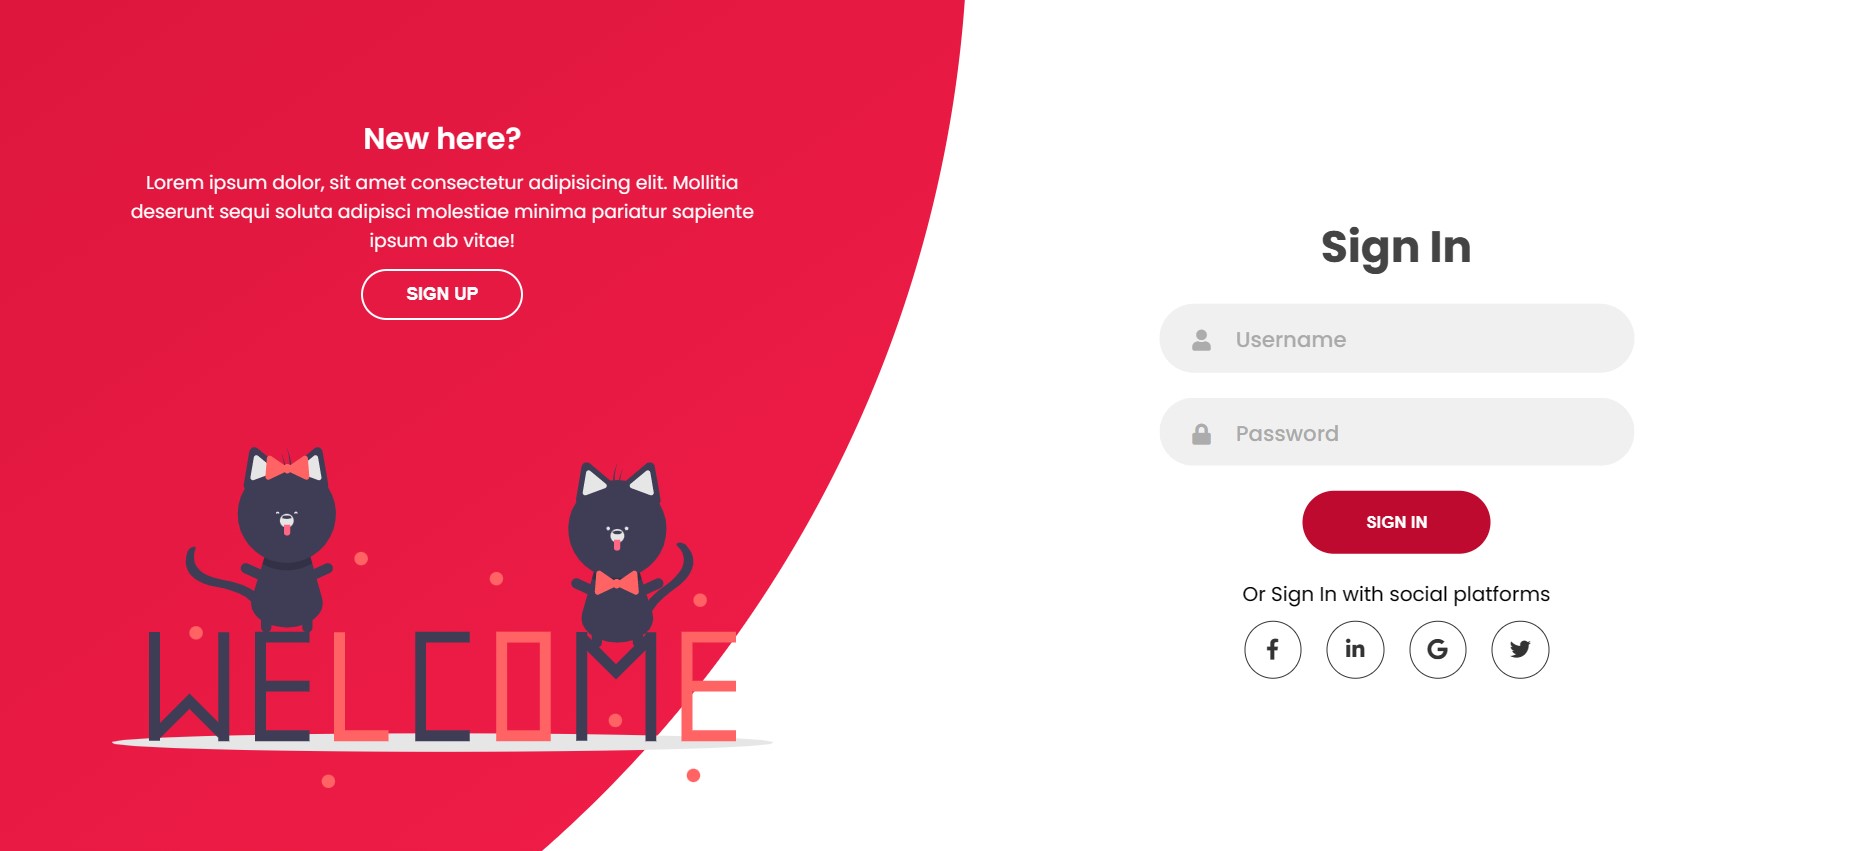 New here?
Lorem ipsum dolor, sit amet consectetur adipisicing elit. Mollitia
deserunt sequi soluta adipisci molestiae minima pariatur sapiente
ipsum ab vitae!
SIGN UP
WELCOME
Sign In
Username
Password
SIGN IN
Or Sign In with social platforms